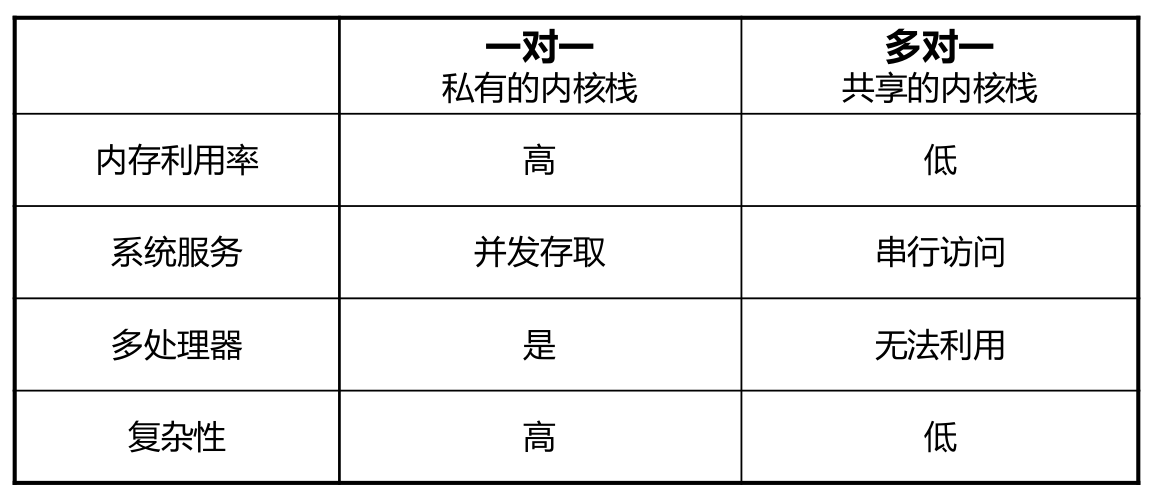 一对一
私有的内核栈
多对一
共享的内核栈
内存利用率
高
低
系统服务
并发存取
串行访问
多处理器
是
无法利用
复杂性
高
低